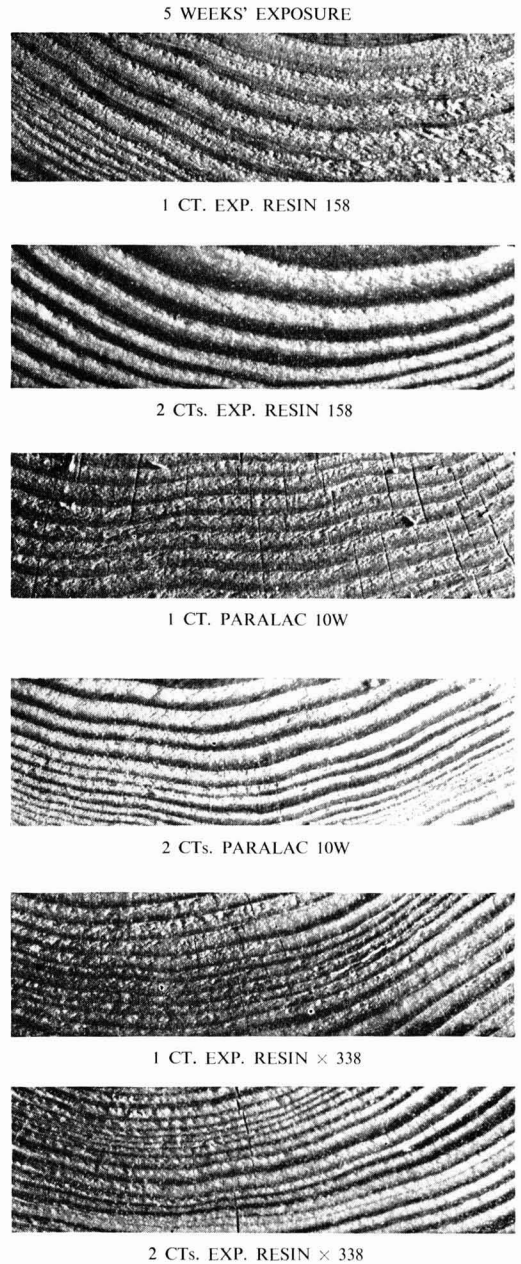 5 WEEKS' EXPOSURE
1 CT. EXP. RESIN 158
2 CTs. EXP. RESIN 158
1 CT. PARALAC 10W
2 CTs. PARALAC 10W
1 CT. EXP. RESIN × 338
2 CTs. EXP. RESIN × 338